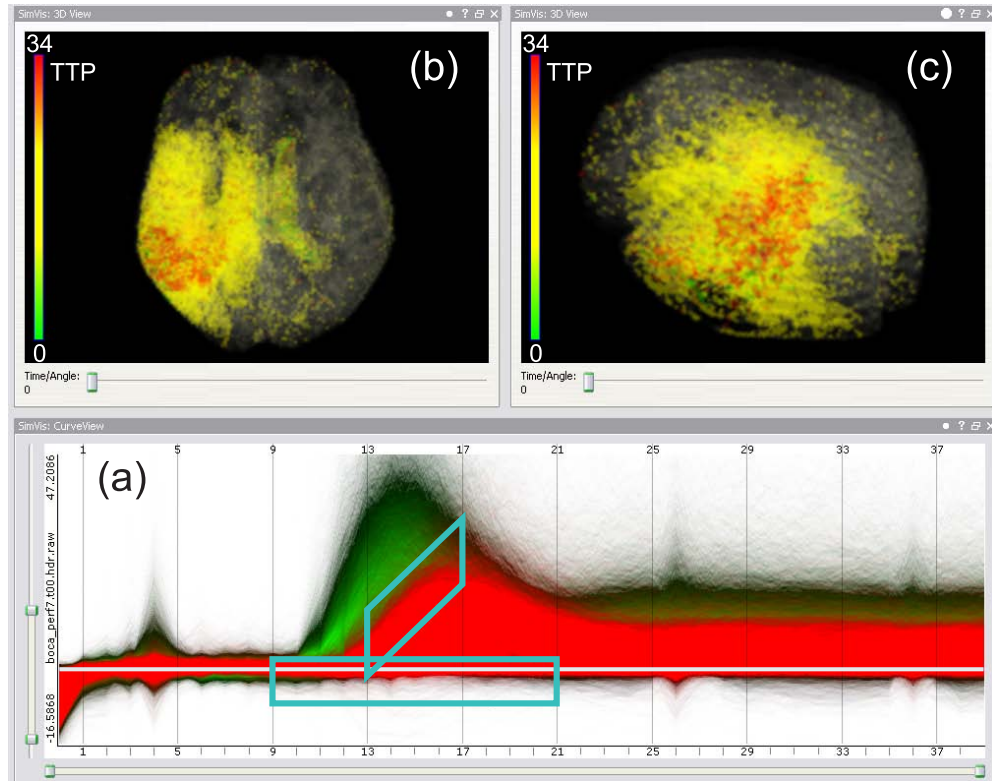 SimVis: 3D View
34
TTP
(b)
0
Time/Angle:
0
SimVis: 3D View
34
TTP
(c)
0
Time/Angle:
0
SimVis: CurveView
1 5 9 13 17 21 25 29 33 37
(a)
47.2086
boca_perf7.t00.hdr.raw
-16.5868
1 5 9 13 17 21 25 29 33 37